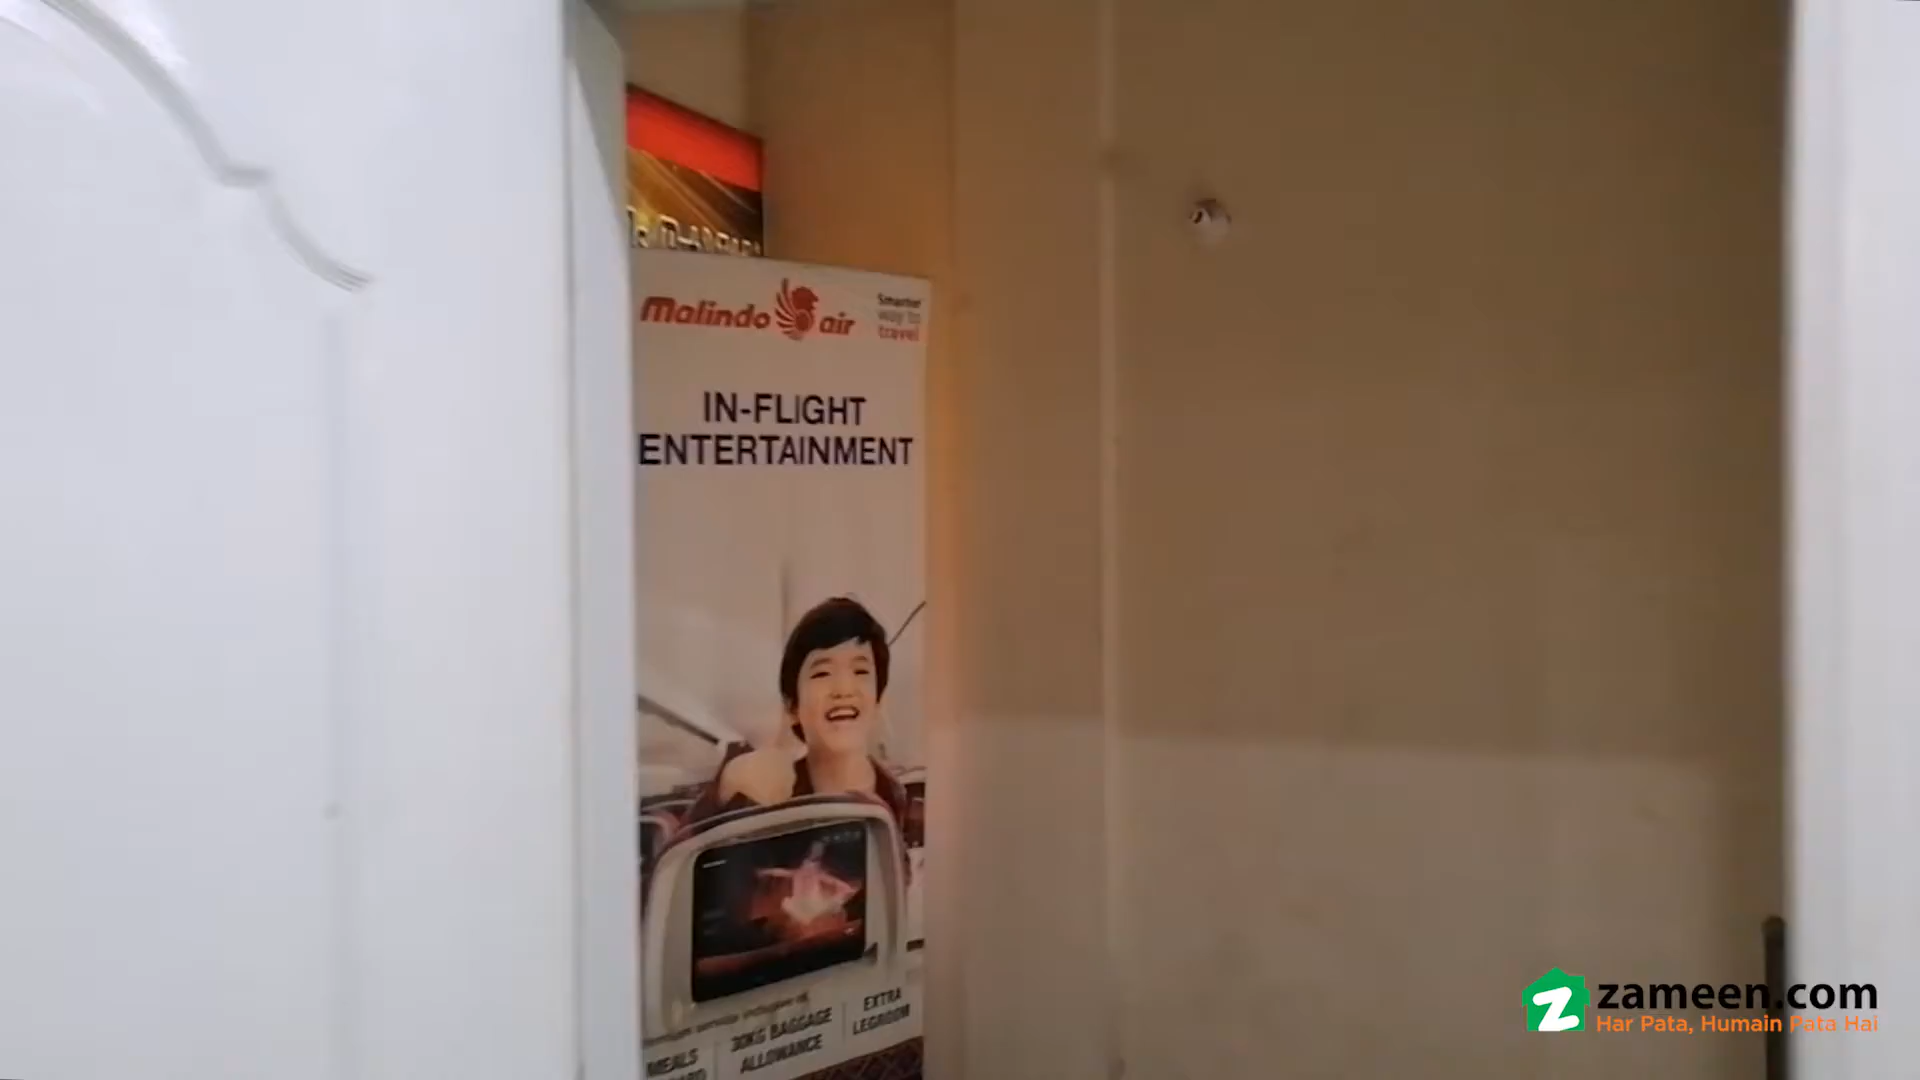 Malindo air
Smarter
way to
travel
IN-FLIGHT
ENTERTAINMENT
MEALS
30KG BAGGAGE
ALLOWANCE
EXTRA
LEGROOM
zameen.com
Har Pata, Humain Pata Hai